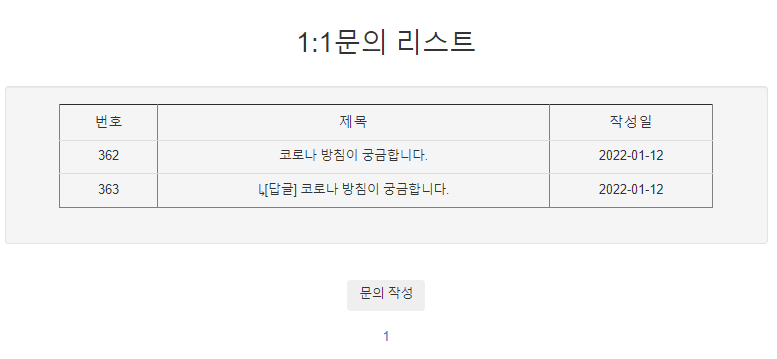 1:1문의 리스트
번호 제목 작성일
362 코로나 방침이 궁금합니다. 2022-01-12
363 ↳[답글] 코로나 방침이 궁금합니다. 2022-01-12
문의 작성
1